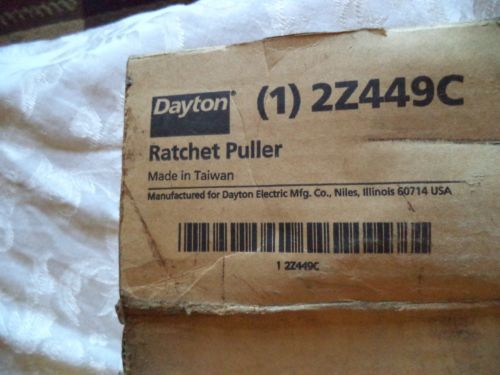 Dayton (1) 2Z449C
Ratchet Puller
Made in Taiwan
Manufactured for Dayton Electric Mfg. Co., Niles, Illinois 60714 USA
1 2Z449C